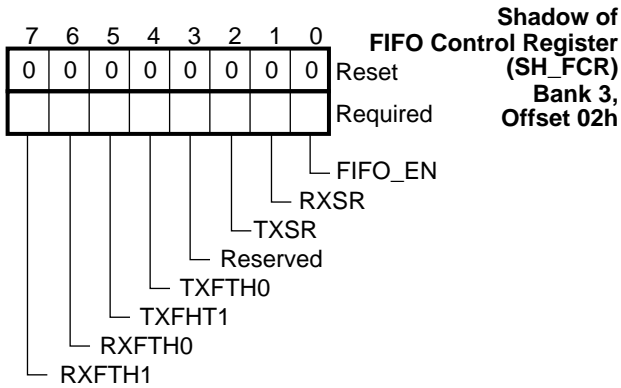 Shadow of
FIFO Control Register
(SH_FCR)
Bank 3,
Offset 02h
7 6 5 4 3 2 1 0
0 0 0 0 0 0 0 0 Reset
Required
FIFO_EN
RXSR
TXSR
Reserved
TXFTH0
TXFHT1
RXFTH0
RXFTH1